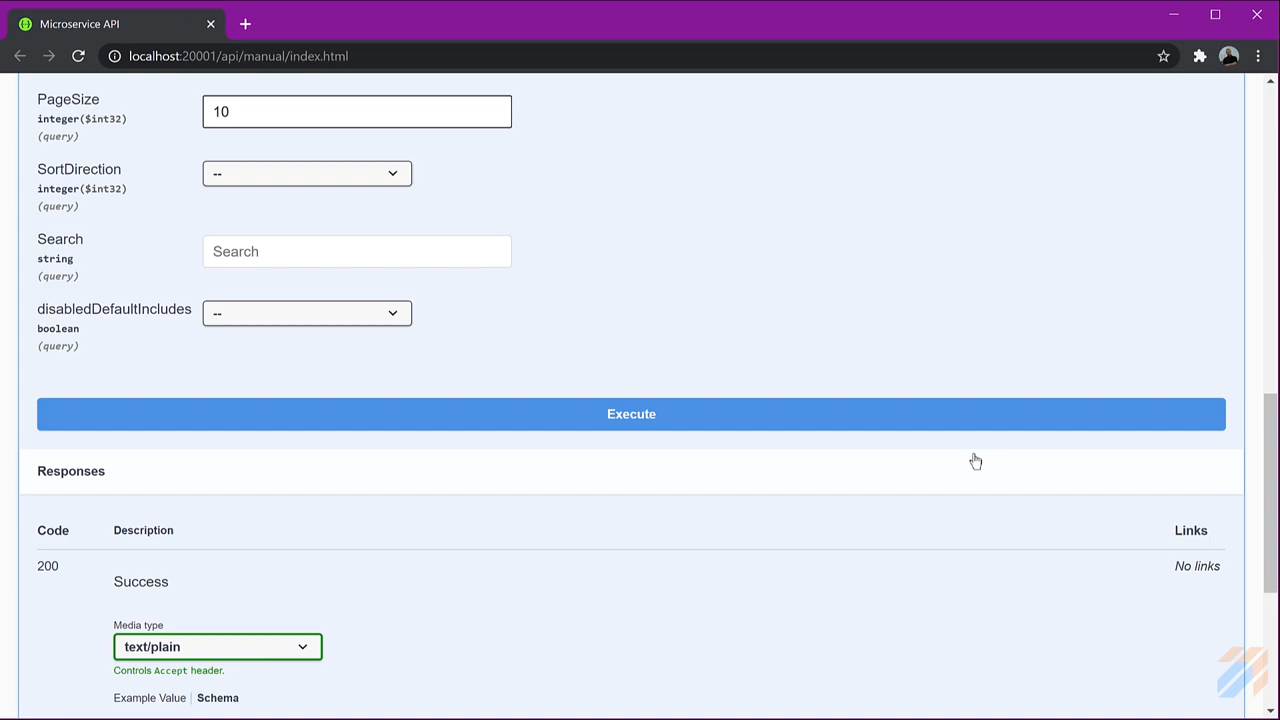 Microservice API
localhost:20001/api/manual/index.html
PageSize
integer($int32)
(query)
10
SortDirection
integer($int32)
(query)
--
Search
string
(query)
Search
disabledDefaultIncludes
boolean
(query)
--
Execute
Responses
Code Description Links
200 Success No links
Media type
text/plain
Controls Accept header.
Example Value Schema